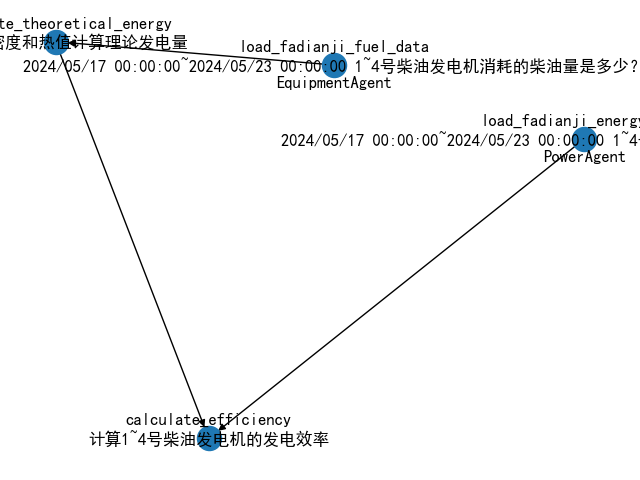 te_theoretical_energy
密度和热值计算理论发电量
load_fadianji_fuel_data
2024/05/17 00:00:00~2024/05/23 00:00:00 1~4号柴油发电机消耗的柴油量是多少?
EquipmentAgent
load_fadianji_energy
2024/05/17 00:00:00~2024/05/23 00:00:00 1~4
PowerAgent
calculate_efficiency
计算1~4号柴油发电机的发电效率